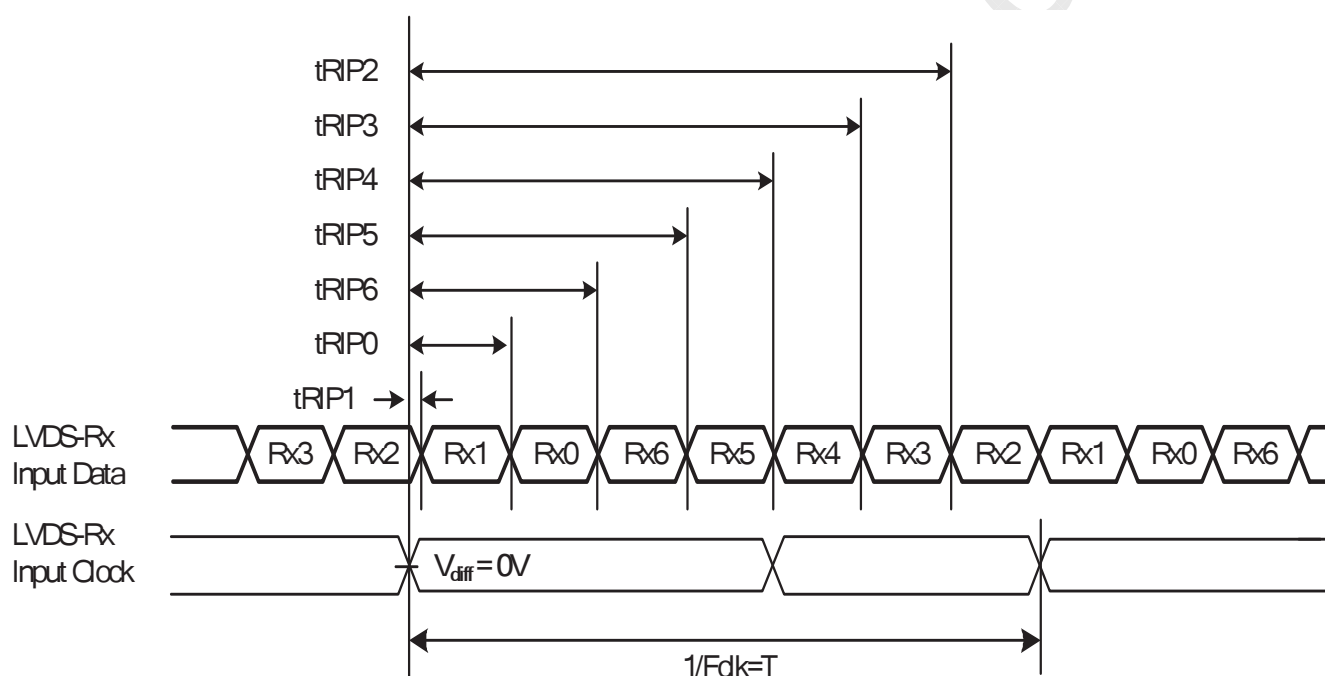 tRIP2
tRIP3
tRIP4
tRIP5
tRIP6
tRIP0
tRIP1
LVDS-Rx
Input Data
Rx3 Rx2 Rx1 Rx0 Rx6 Rx5 Rx4 Rx3 Rx2 Rx1 Rx0 Rx6
LVDS-Rx
Input Clock
Vdiff = 0V
1/Fclk=T